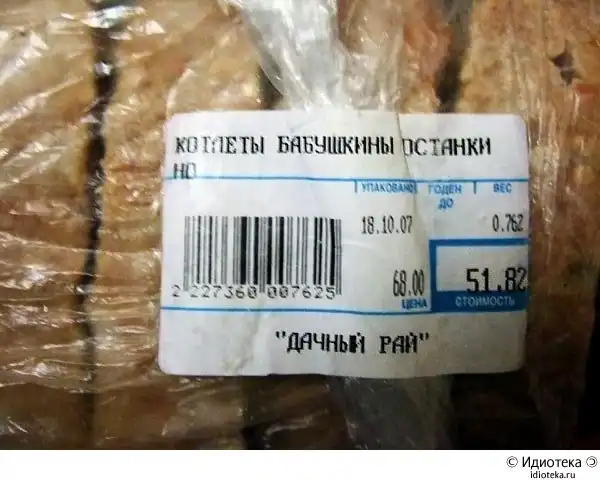 КОТЛЕТЫ БАБУШКИНЫ ОСТАНКИ
НО
УПАКОВАНО ГОДЕН ДО ВЕС
18.10.07 0.762
68.00 51.82
ЦЕНА СТОИМОСТЬ
2 227360 007625
"ДАЧНЫЙ РАЙ"
© Идиотека
idioteka.ru